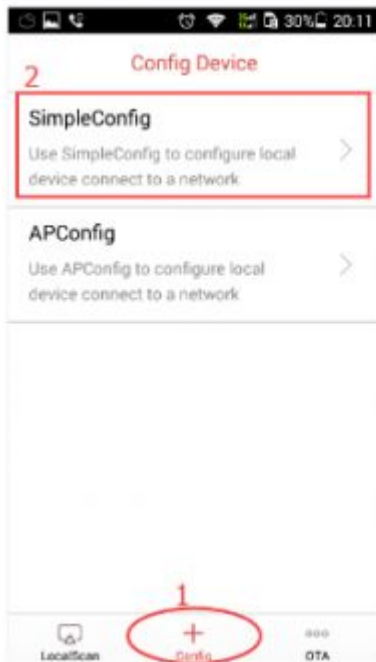 30% 20:11
Config Device
2
SimpleConfig
Use SimpleConfig to configure local
device connect to a network
APConfig
Use APConfig to configure local
device connect to a network
1
LocalScan Config OTA